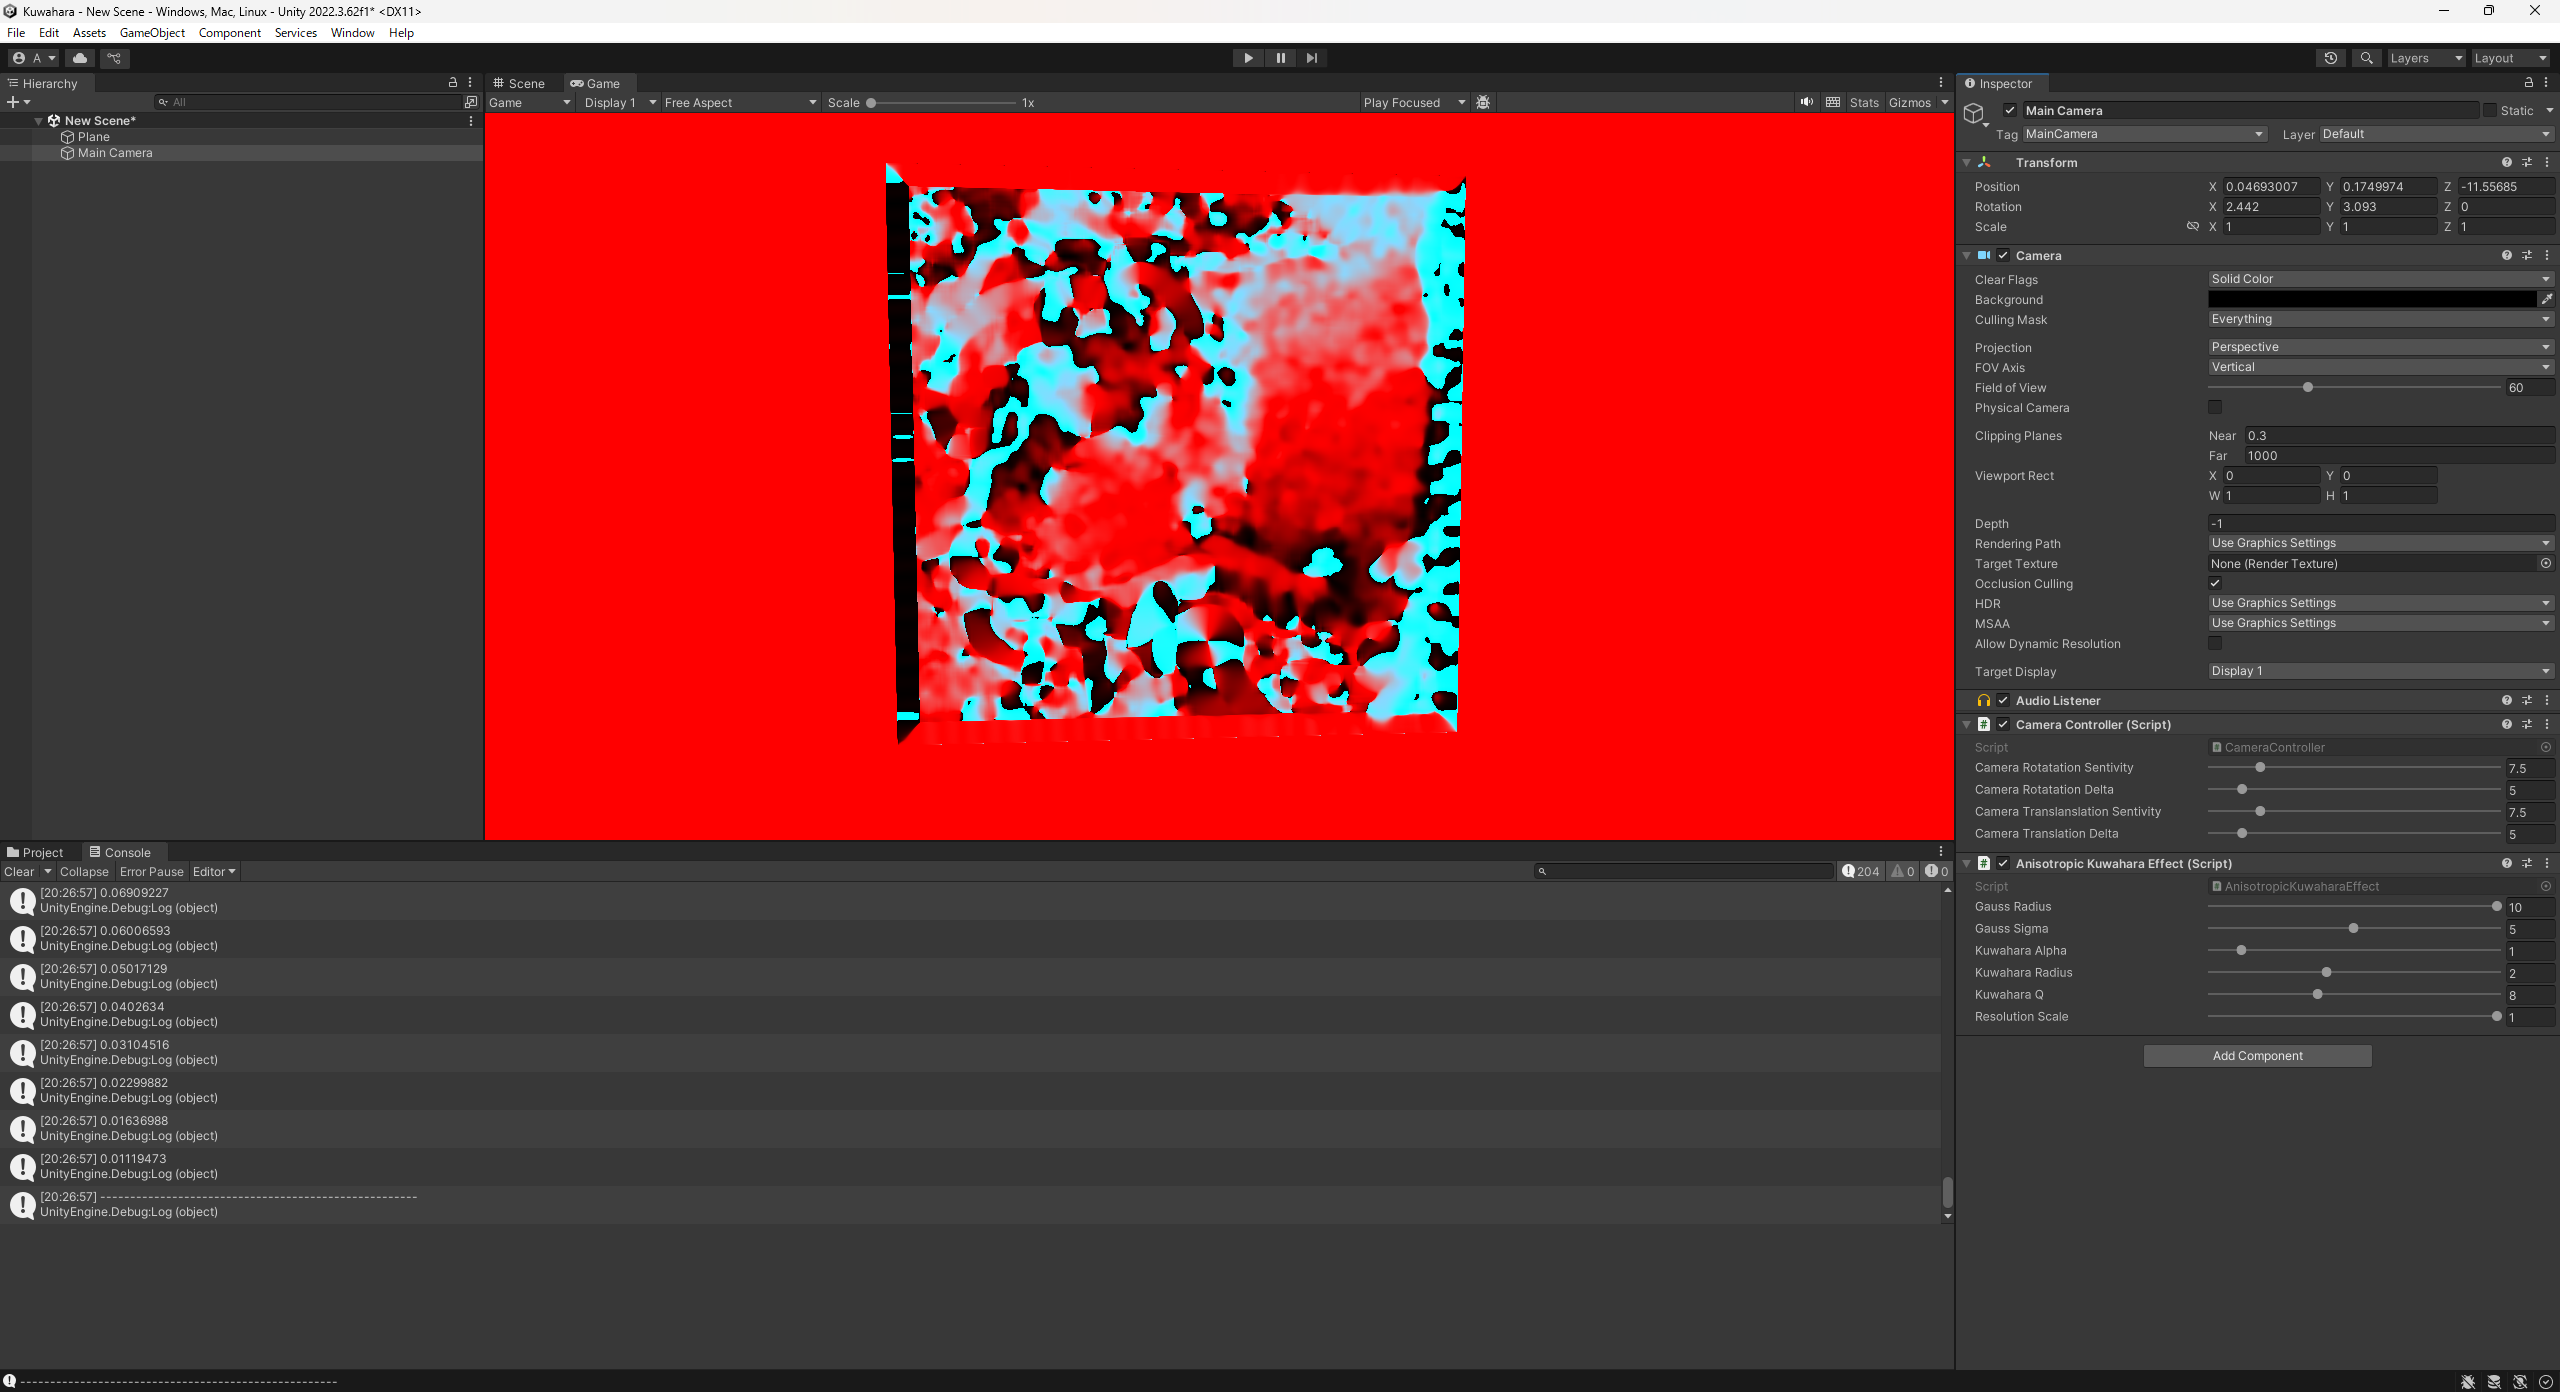 Kuwahara - New Scene - Windows, Mac, Linux - Unity 2022.3.62f1* <DX11>
File Edit Assets GameObject Component Services Window Help
A Layers Layout
Hierarchy
All
New Scene*
Plane
Main Camera
Scene Game
Game Display 1 Free Aspect Scale 1x Play Focused Stats Gizmos
Inspector
Main Camera Static
Tag MainCamera Layer Default
Transform
Position X 0.04693007 Y 0.1749974 Z -11.55685
Rotation X 2.442 Y 3.093 Z 0
Scale X 1 Y 1 Z 1
Camera
Clear Flags Solid Color
Background
Culling Mask Everything
Projection Perspective
FOV Axis Vertical
Field of View 60
Physical Camera
Clipping Planes Near 0.3
Far 1000
Viewport Rect X 0 Y 0
W 1 H 1
Depth -1
Rendering Path Use Graphics Settings
Target Texture None (Render Texture)
Occlusion Culling
HDR Use Graphics Settings
MSAA Use Graphics Settings
Allow Dynamic Resolution
Target Display Display 1
Audio Listener
Camera Controller (Script)
Script CameraController
Camera Rotatation Sentivity 7.5
Camera Rotatation Delta 5
Camera Translanslation Sentivity 7.5
Camera Translation Delta 5
Anisotropic Kuwahara Effect (Script)
Script AnisotropicKuwaharaEffect
Gauss Radius 10
Gauss Sigma 5
Kuwahara Alpha 1
Kuwahara Radius 2
Kuwahara Q 8
Resolution Scale 1
Add Component
Project Console
Clear Collapse Error Pause Editor 204 0 0
[20:26:57] 0.06909227
UnityEngine.Debug:Log (object)
[20:26:57] 0.06006593
UnityEngine.Debug:Log (object)
[20:26:57] 0.05017129
UnityEngine.Debug:Log (object)
[20:26:57] 0.0402634
UnityEngine.Debug:Log (object)
[20:26:57] 0.03104516
UnityEngine.Debug:Log (object)
[20:26:57] 0.02299882
UnityEngine.Debug:Log (object)
[20:26:57] 0.01636988
UnityEngine.Debug:Log (object)
[20:26:57] 0.01119473
UnityEngine.Debug:Log (object)
[20:26:57] -----------------------------------------------------
UnityEngine.Debug:Log (object)
-----------------------------------------------------